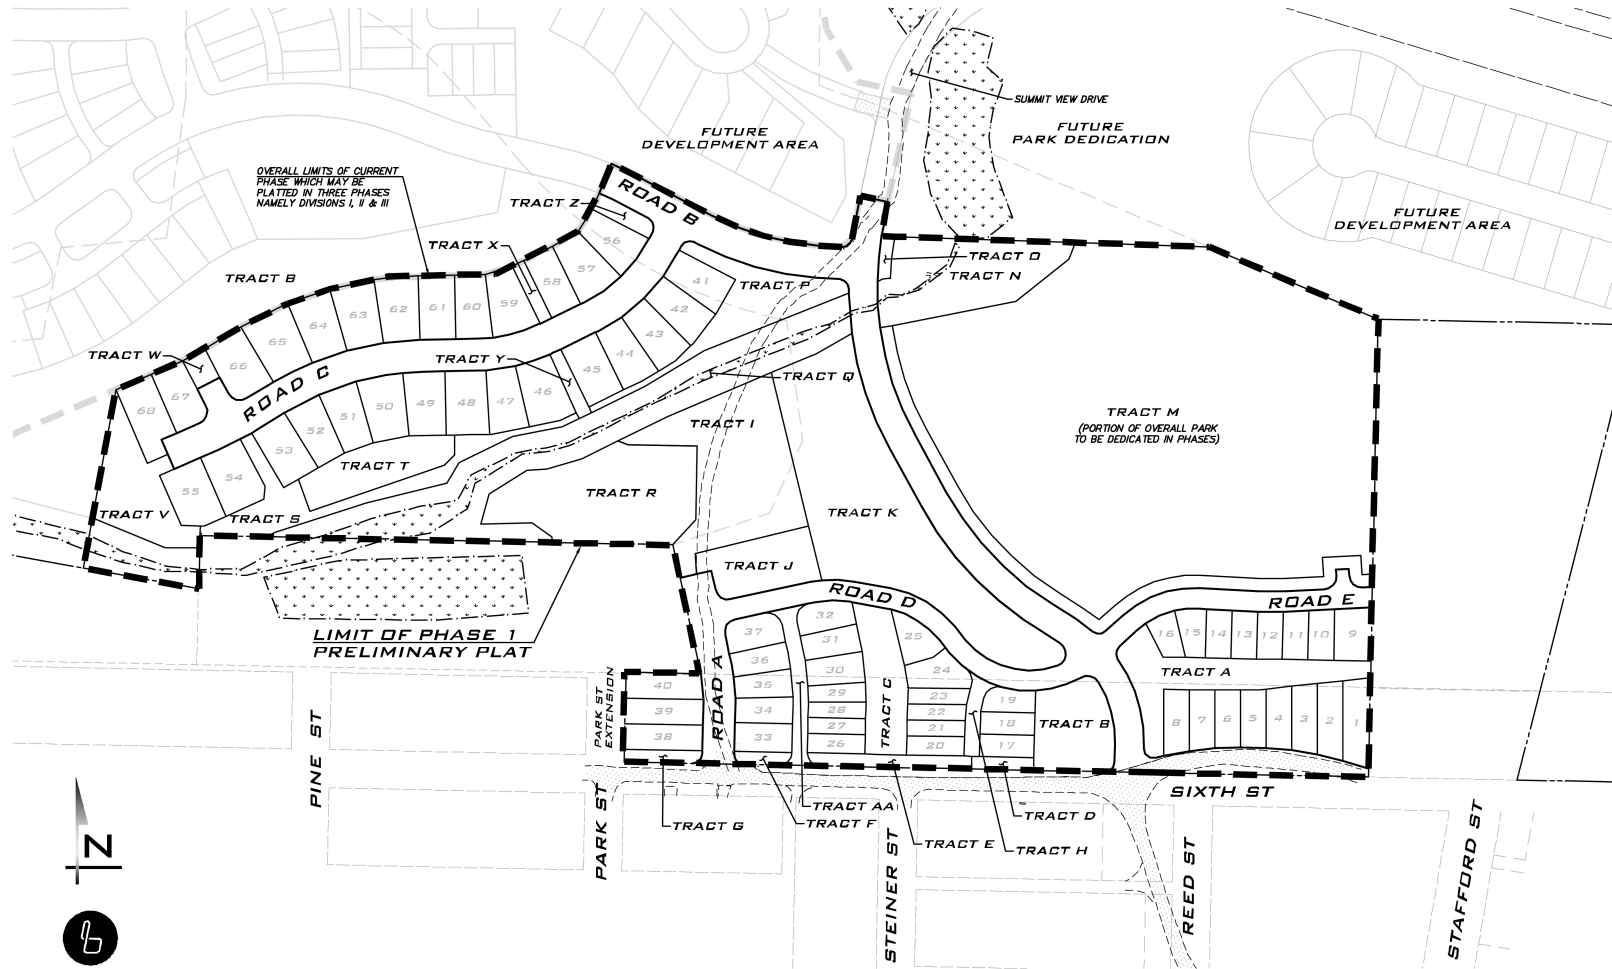 SUMMIT VIEW DRIVE
FUTURE
PARK DEDICATION
FUTURE
DEVELOPMENT AREA
OVERALL LIMITS OF CURRENT
PHASE WHICH MAY BE
PLATTED IN THREE PHASES
NAMELY DIVISIONS I, II & III
FUTURE
DEVELOPMENT AREA
ROAD B
TRACT Z
TRACT X
TRACT B
TRACT O
TRACT N
TRACT P
56
57
58
59
60
61
62
63
64
65
66
67
68
41
42
43
44
45
46
47
48
49
50
51
52
53
54
55
TRACT W
TRACT Y
ROAD C
TRACT Q
TRACT I
TRACT M
(PORTION OF OVERALL PARK
TO BE DEDICATED IN PHASES)
TRACT T
TRACT R
TRACT V
TRACT S
TRACT K
TRACT J
ROAD D
ROAD E
LIMIT OF PHASE 1
PRELIMINARY PLAT
37
36
35
34
33
32
31
30
29
28
27
26
25
24
23
22
21
20
19
18
17
16
15
14
13
12
11
10
9
TRACT A
8
7
6
5
4
3
2
1
40
39
38
PARK ST
EXTENSION
ROAD A
TRACT C
TRACT B
PINE ST
PARK ST
SIXTH ST
TRACT G
TRACT AA
TRACT F
TRACT E
TRACT D
TRACT H
STEINER ST
REED ST
STAFFORD ST
N